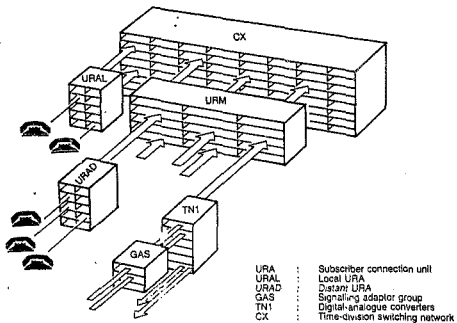 CX
URAL
URM
URAD
TN1
GAS
URA : Subscriber connection unit
URAL : Local URA
URAD : Distant URA
GAS : Signalling adaptor group
TN1 : Digital-analogue converters
CX : Time-division switching network